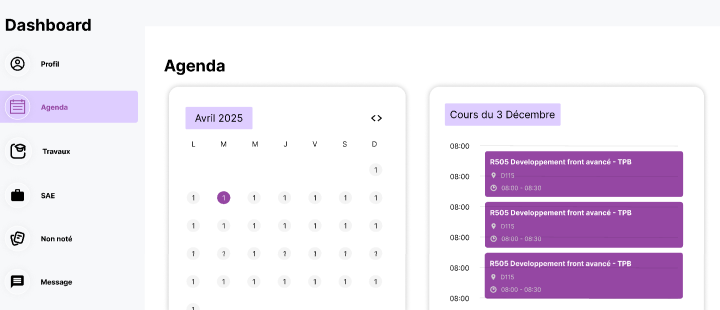 Dashboard
Profil
Agenda
Travaux
SAE
Non noté
Message
Agenda
Avril 2025
<>
L M M J V S D
1
1 1 1 1 1 1 1
1 1 1 1 1 1 1
1 1 1 1 1 1 1
1 1 1 1 1 1 1
1
Cours du 3 Décembre
08:00
08:00
08:00
08:00
08:00
08:00
R505 Developpement front avancé - TPB
D115
08:00 - 08:30
R505 Developpement front avancé - TPB
D115
08:00 - 08:30
R505 Developpement front avancé - TPB
D115
08:00 - 08:30